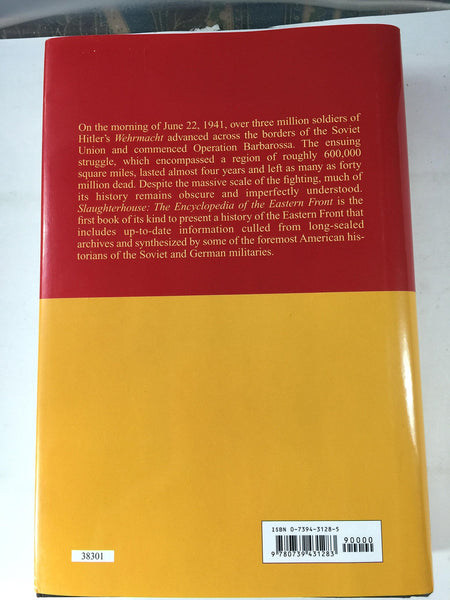 On the morning of June 22, 1941, over three million soldiers of
Hitler's Wehrmacht advanced across the borders of the Soviet
Union and commenced Operation Barbarossa. The ensuing
struggle, which encompassed a region of roughly 600,000
square miles, lasted almost four years and left as many as forty
million dead. Despite the massive scale of the fighting, much of
its history remains obscure and imperfectly understood.
Slaughterhouse: The Encyclopedia of the Eastern Front is the
first book of its kind to present a history of the Eastern Front that
includes up-to-date information culled from long-sealed
archives and synthesized by some of the foremost American his-
torians of the Soviet and German militaries.
ISBN 0-7394-3128-5
90000
9 780739 431283
38301